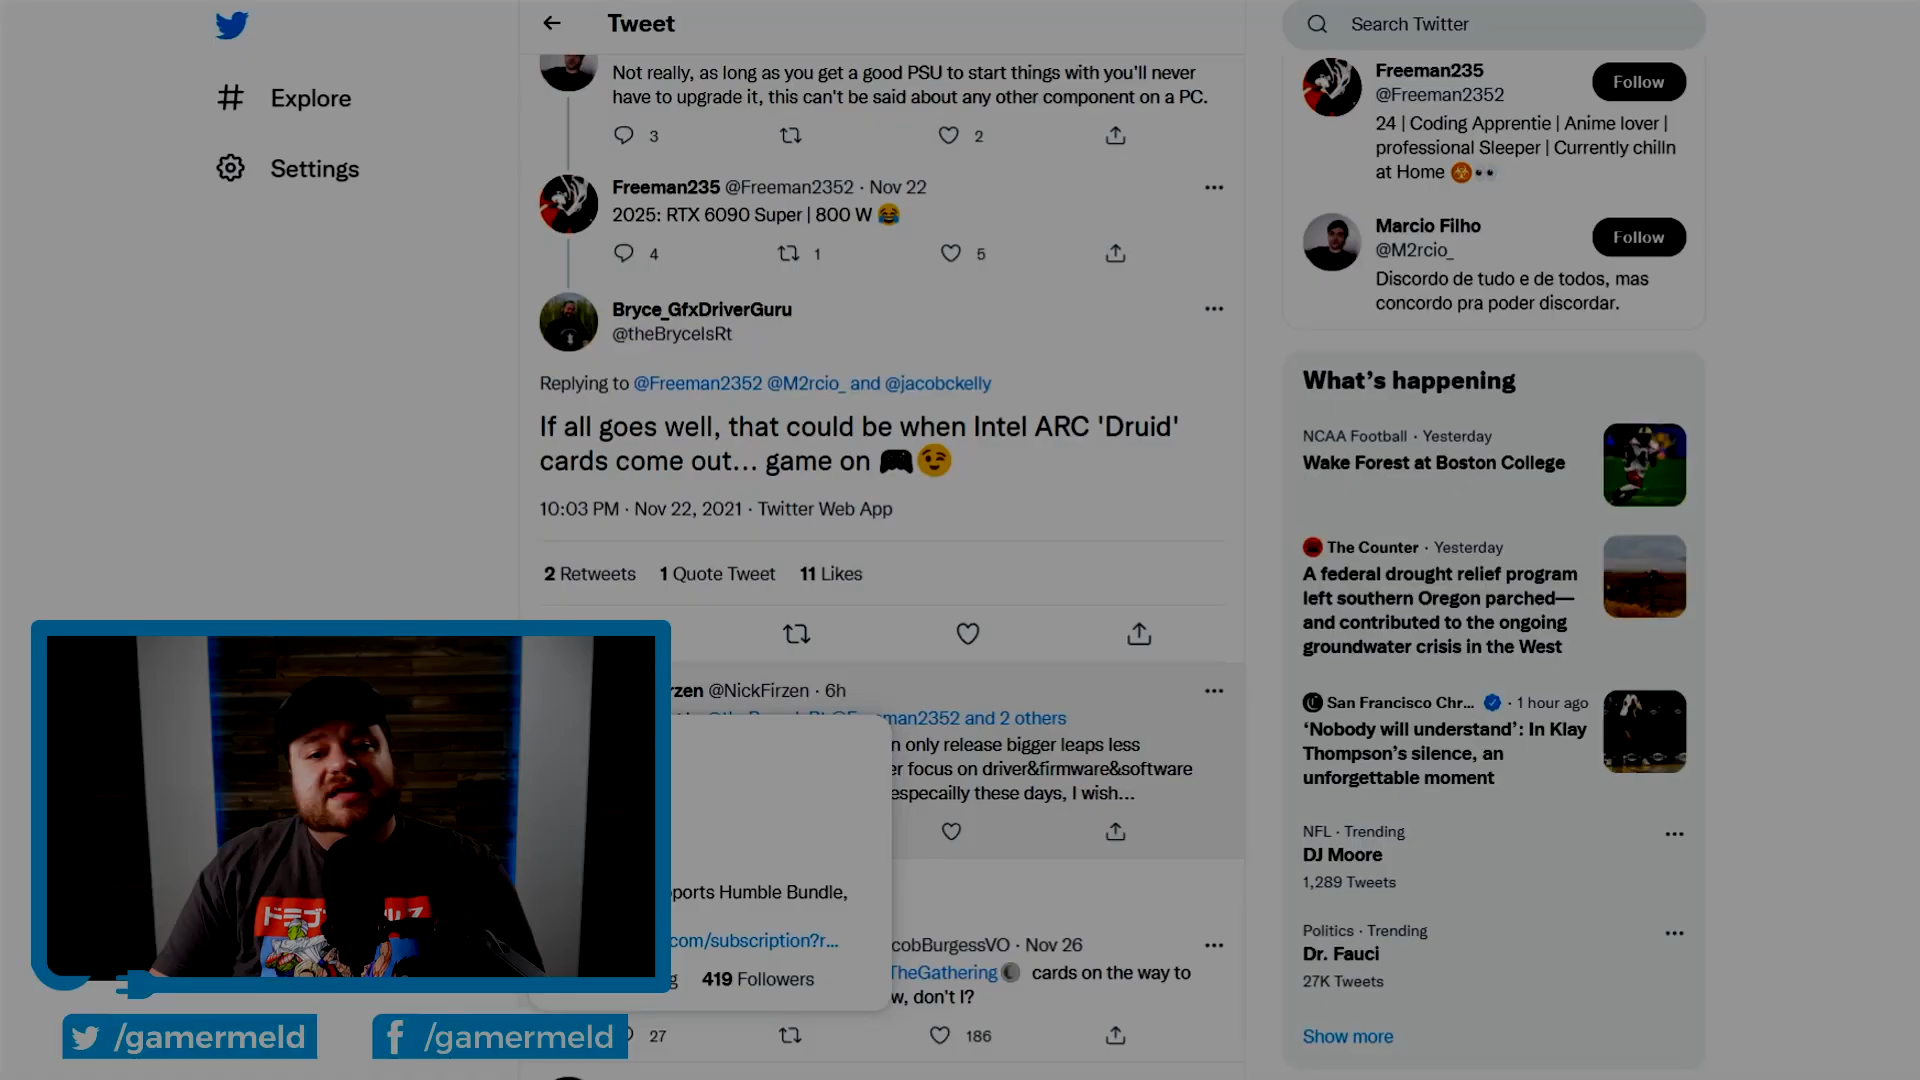 Tweet
Search Twitter
Explore
Settings
Not really, as long as you get a good PSU to start things with you'll never
have to upgrade it, this can't be said about any other component on a PC.
3
2
Freeman235 @Freeman2352 · Nov 22
2025: RTX 6090 Super | 800 W 😂
4
1
5
Bryce_GfxDriverGuru
@theBryceIsRt
Replying to @Freeman2352 @M2rcio_ and @jacobckelly
If all goes well, that could be when Intel ARC 'Druid'
cards come out... game on 🎮😉
10:03 PM · Nov 22, 2021 · Twitter Web App
2 Retweets 1 Quote Tweet 11 Likes
rzen @NickFirzen · 6h
man2352 and 2 others
n only release bigger leaps less
er focus on driver&firmware&software
especailly these days, I wish...
ports Humble Bundle,
com/subscription?r...
g 419 Followers
cobBurgessVO · Nov 26
TheGathering cards on the way to
w, don't I?
27
186
Freeman235
@Freeman2352
Follow
24 | Coding Apprentie | Anime lover |
professional Sleeper | Currently chilln
at Home ☣️👀
Marcio Filho
@M2rcio_
Follow
Discordo de tudo e de todos, mas
concordo pra poder discordar.
What's happening
NCAA Football · Yesterday
Wake Forest at Boston College
The Counter · Yesterday
A federal drought relief program
left southern Oregon parched—
and contributed to the ongoing
groundwater crisis in the West
San Francisco Chr... · 1 hour ago
'Nobody will understand': In Klay
Thompson's silence, an
unforgettable moment
NFL · Trending
DJ Moore
1,289 Tweets
Politics · Trending
Dr. Fauci
27K Tweets
Show more
/gamermeld
/gamermeld